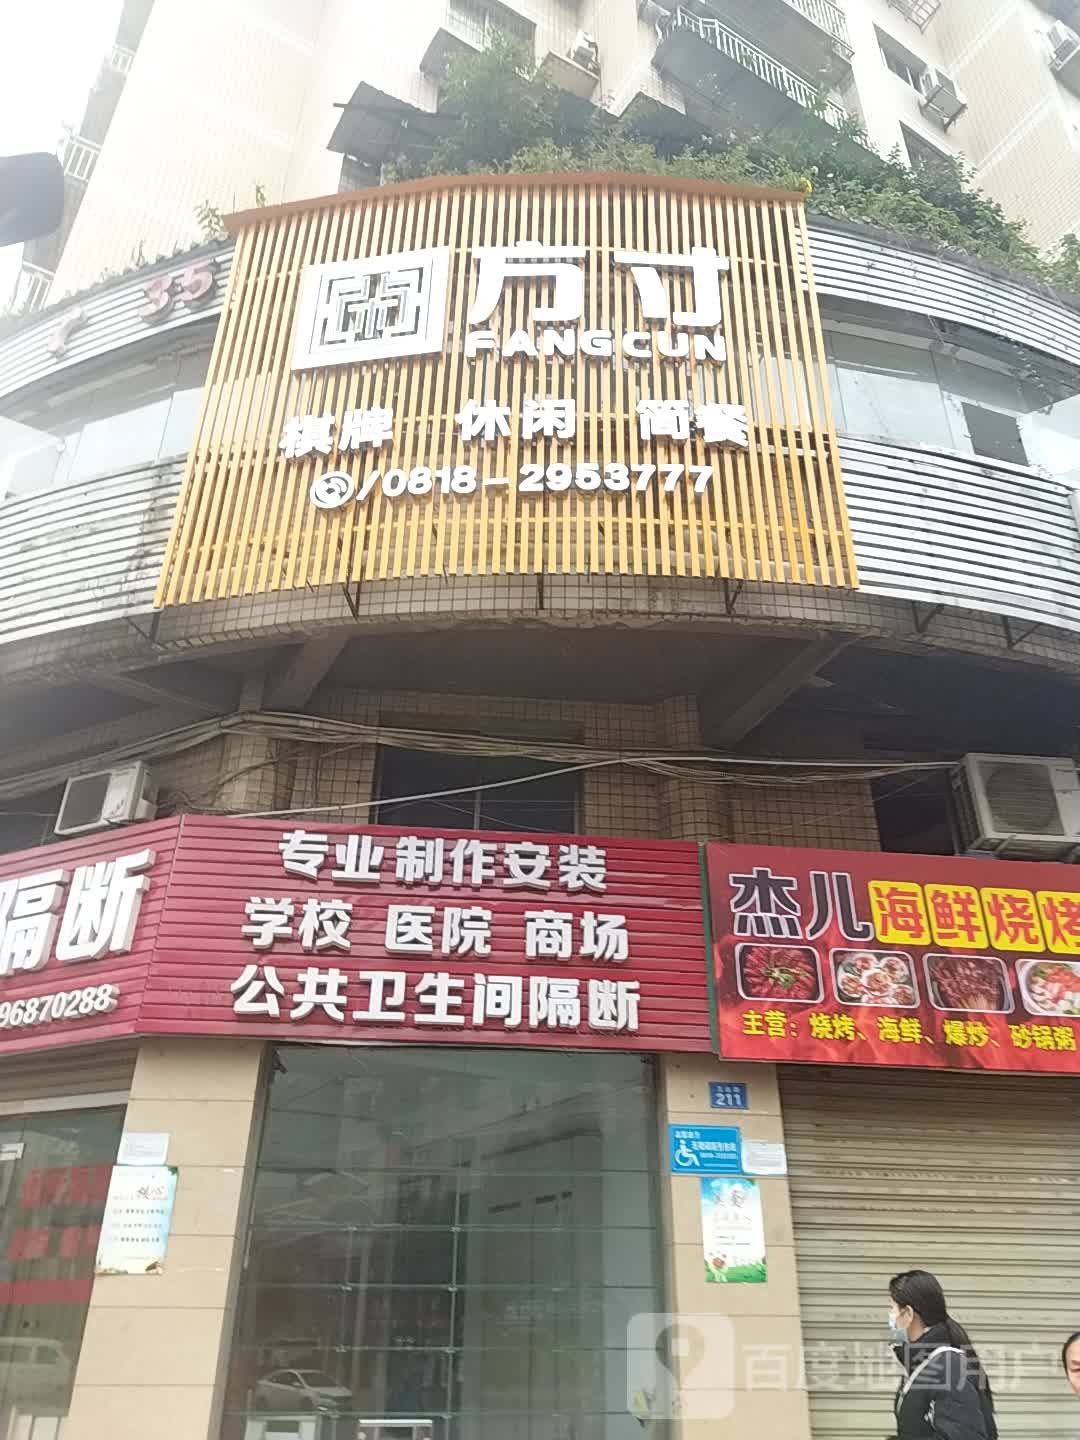 方寸
FANGCUN
棋牌 休闲 简餐
/0818-2953777
隔断
96870288
专业制作安装
学校 医院 商场
公共卫生间隔断
杰儿海鲜烧烤
主营：烧烤、海鲜、爆炒、砂锅粥
211
百度地图用户